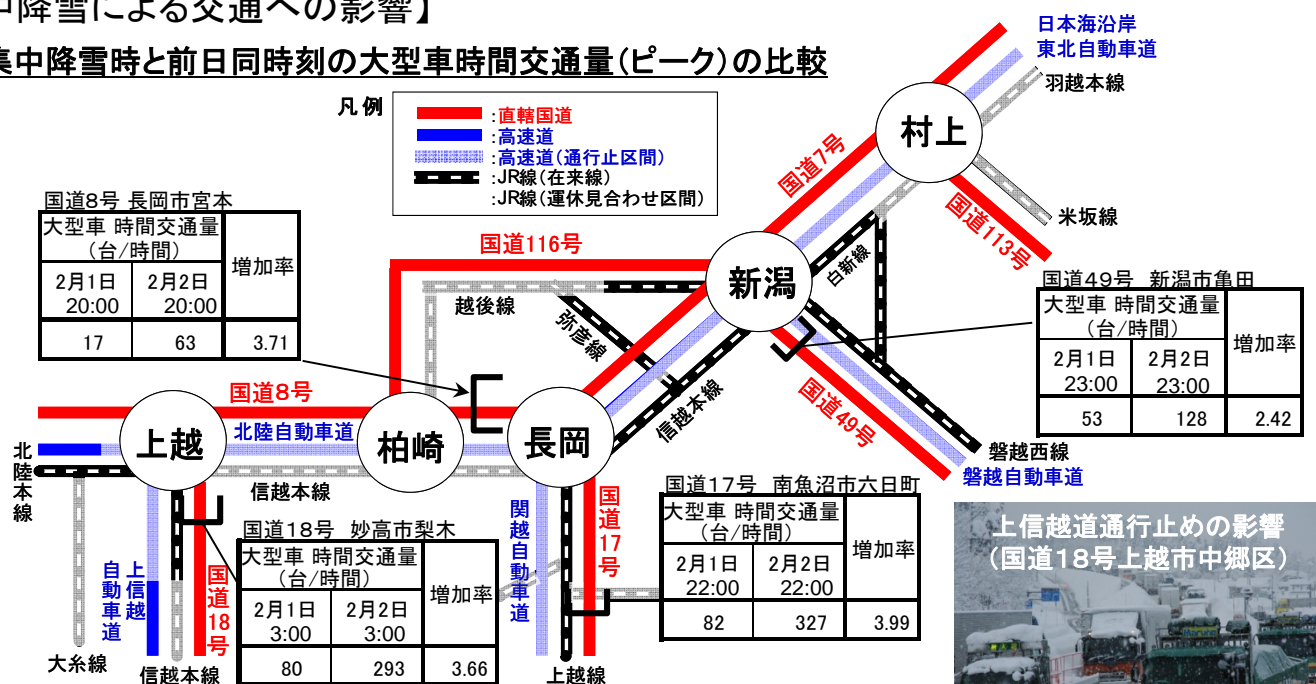 中降雪による交通への影響】
集中降雪時と前日同時刻の大型車時間交通量(ピーク)の比較
凡例
:直轄国道
:高速道
:高速道(通行止区間)
:JR線(在来線)
:JR線(運休見合わせ区間)
日本海沿岸
東北自動車道
羽越本線
村上
国道7号
米坂線
国道113号
国道8号 長岡市宮本
大型車 時間交通量
(台/時間)
増加率
2月1日
20:00
2月2日
20:00
17
63
3.71
国道116号
越後線
弥彦線
新潟
白新線
国道49号 新潟市亀田
大型車 時間交通量
(台/時間)
増加率
2月1日
23:00
2月2日
23:00
53
128
2.42
国道8号
上越
北陸自動車道
柏崎
長岡
信越本線
国道49号
磐越西線
磐越自動車道
北陸本線
信越本線
大糸線
上信越
自動車道
信越本線
国道18号
国道18号 妙高市梨木
大型車 時間交通量
(台/時間)
増加率
2月1日
3:00
2月2日
3:00
80
293
3.66
関越自動車道
上越線
国道17号
国道17号 南魚沼市六日町
大型車 時間交通量
(台/時間)
増加率
2月1日
22:00
2月2日
22:00
82
327
3.99
上信越道通行止めの影響
(国道18号上越市中郷区)